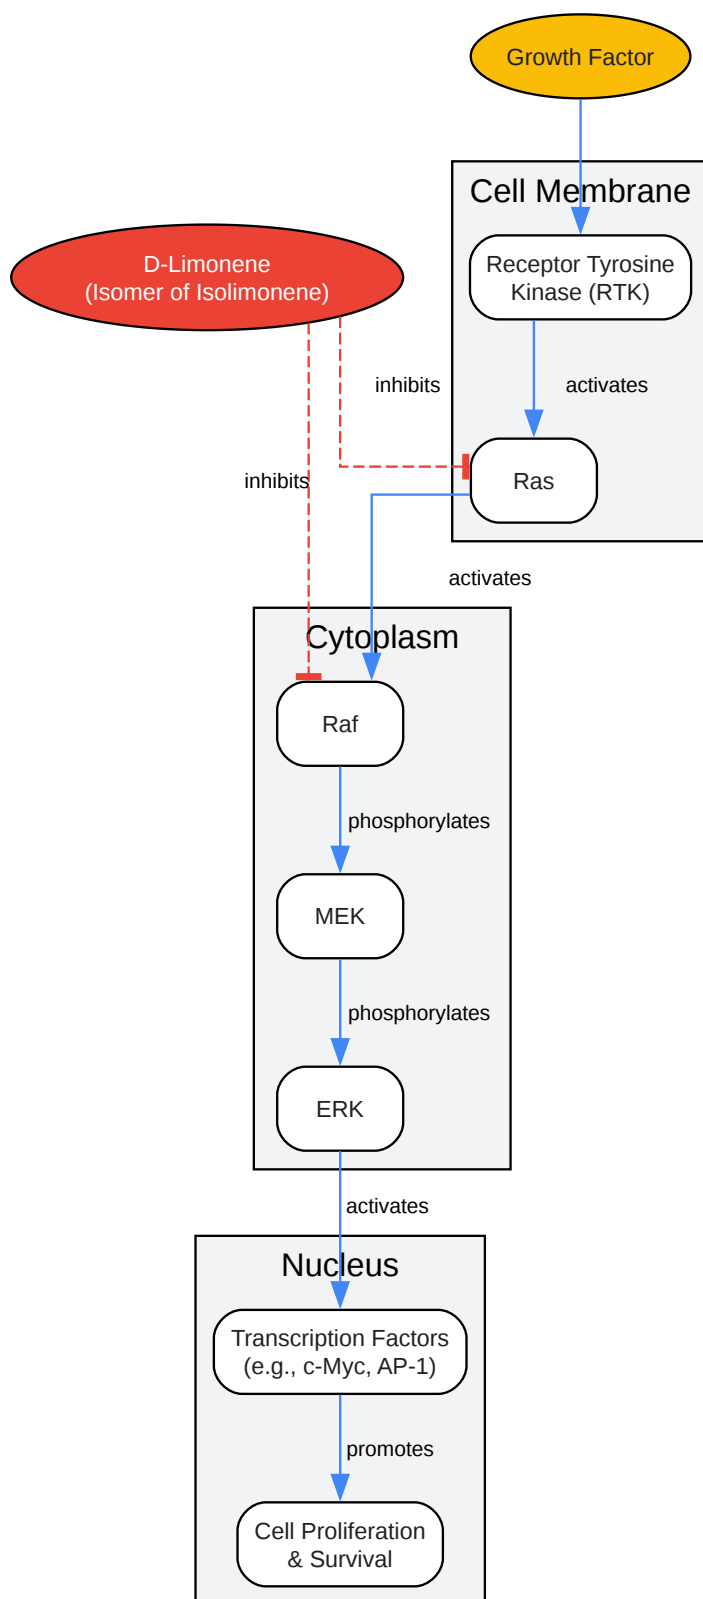 Growth Factor
Cell Membrane
D-Limonene
(Isomer of Isolimonene)
Receptor Tyrosine
Kinase (RTK)
inhibits
activates
inhibits
Ras
activates
Cytoplasm
Raf
phosphorylates
MEK
phosphorylates
ERK
activates
Nucleus
Transcription Factors
(e.g., c-Myc, AP-1)
promotes
Cell Proliferation
& Survival